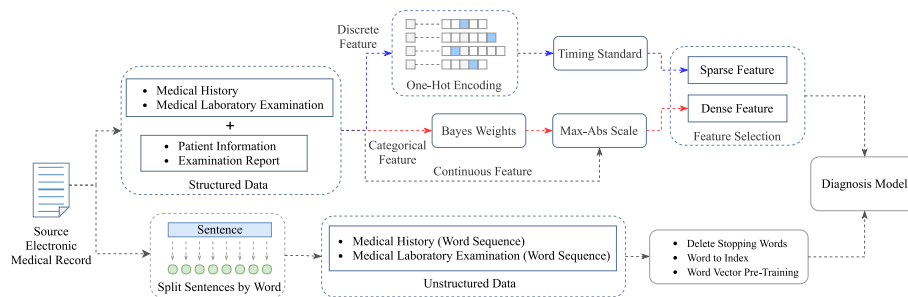 Discrete
Feature
One-Hot Encoding
Timing Standard
Sparse Feature
Dense Feature
Feature Selection
Medical History
Medical Laboratory Examination
+
Patient Information
Examination Report
Structured Data
Categorical
Feature
Bayes Weights
Max-Abs Scale
Continuous Feature
Diagnosis Model
Source
Electronic
Medical Record
Sentence
Split Sentences by Word
Medical History (Word Sequence)
Medical Laboratory Examination (Word Sequence)
Unstructured Data
Delete Stopping Words
Word to Index
Word Vector Pre-Training